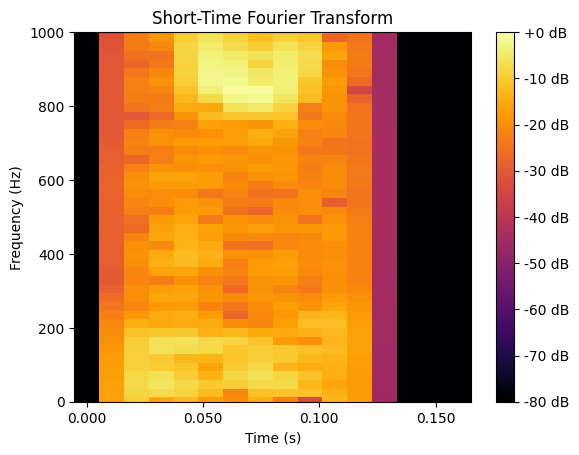 Short-Time Fourier Transform
1000
800
600
400
200
0
Frequency (Hz)
0.000
0.050
0.100
0.150
Time (s)
+0 dB
-10 dB
-20 dB
-30 dB
-40 dB
-50 dB
-60 dB
-70 dB
-80 dB